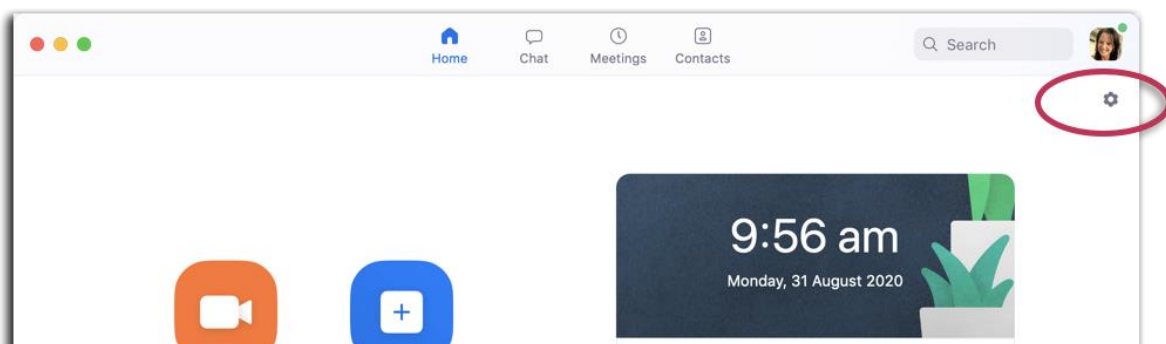 Home
Chat
Meetings
Contacts
Search
9:56 am
Monday, 31 August 2020